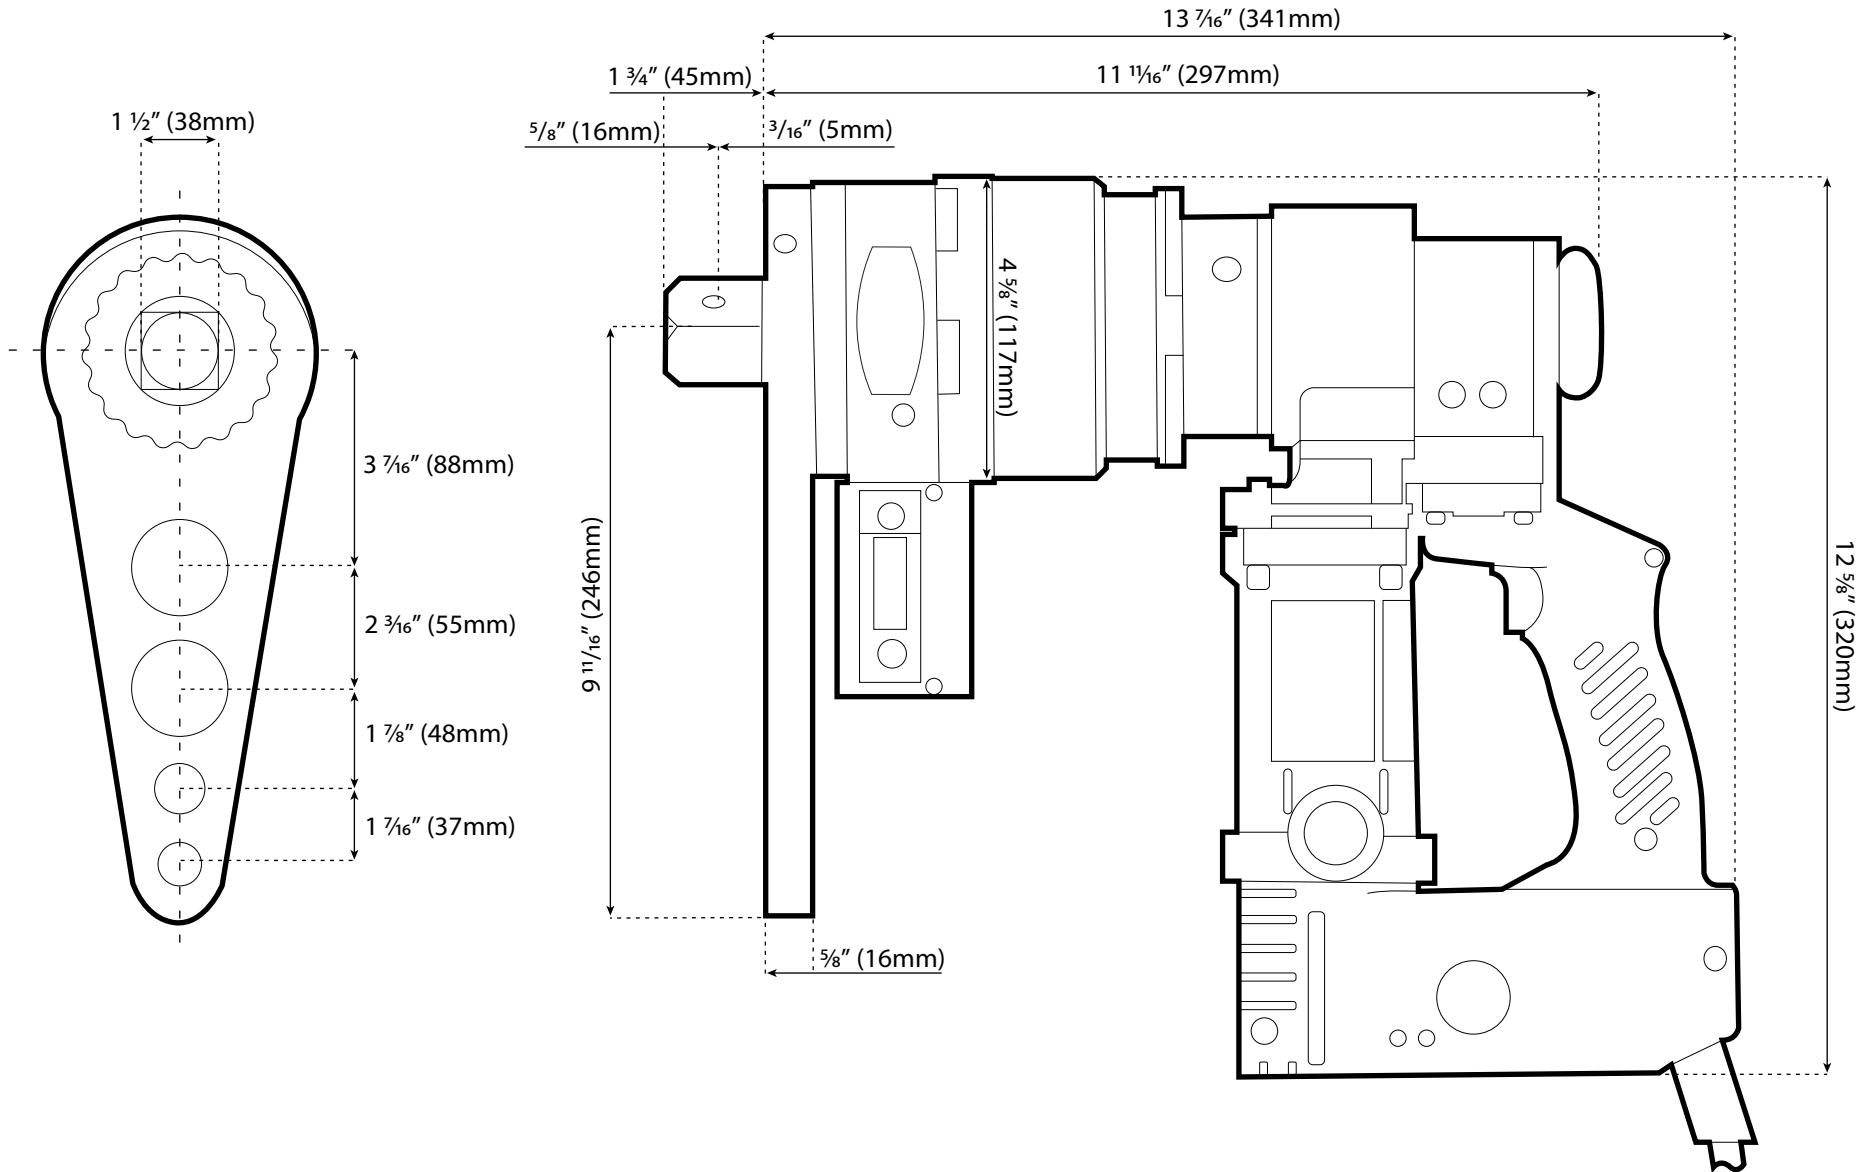 13 7⁄16" (341mm)
1 3⁄4" (45mm)
11 11⁄16" (297mm)
1 1⁄2" (38mm)
5/8" (16mm)
3/16" (5mm)
4 5⁄8" (117mm)
3 7⁄16" (88mm)
2 3⁄16" (55mm)
1 7⁄8" (48mm)
1 7⁄16" (37mm)
9 11/16" (246mm)
12 5⁄8" (320mm)
5⁄8" (16mm)